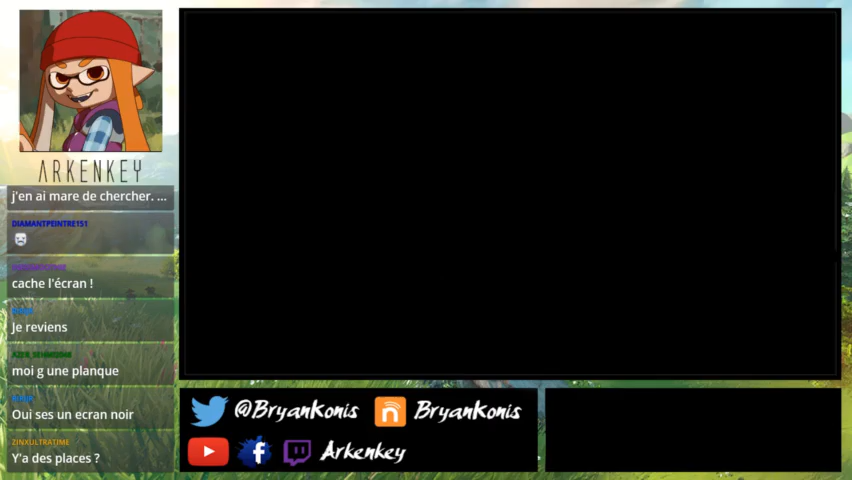 ARKENKEY
j'en ai mare de chercher. ...
DIAMANTPEINTRE151
cache l'écran !
Je reviens
moi g une planque
Oui ses un ecran noir
ZINXULTRATIME
Y'a des places ?
@BryanKonis
BryanKonis
Arkenkey